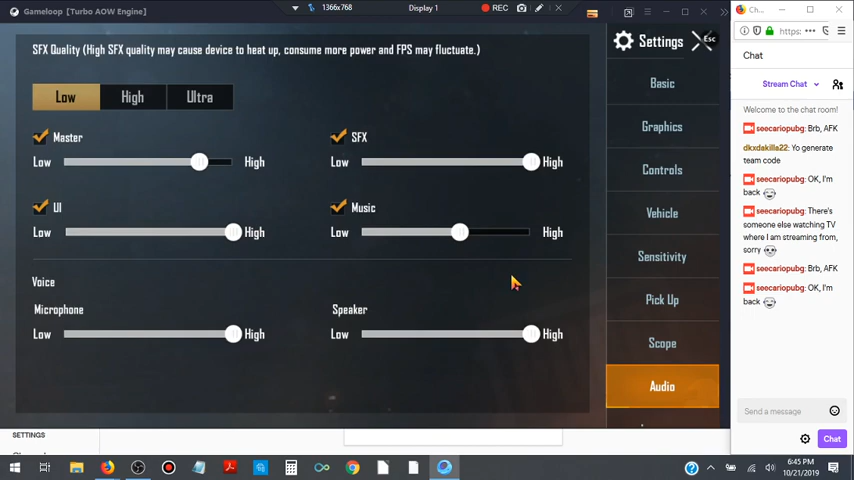 Gameloop [Turbo AOW Engine]
1366x768
Display 1
REC
SFX Quality (High SFX quality may cause device to heat up, consume more power and FPS may fluctuate.)
Low
High
Ultra
Master
Low
High
SFX
Low
High
UI
Low
High
Music
Low
High
Voice
Microphone
Low
High
Speaker
Low
High
Settings
Esc
Basic
Graphics
Controls
Vehicle
Sensitivity
Pick Up
Scope
Audio
https:
Chat
Stream Chat
Welcome to the chat room!
seecariopubg: Brb, AFK
dkxdakilla22: Yo generate
team code
seecariopubg: OK, I'm
back
seecariopubg: There's
someone else watching TV
where I am streaming from,
sorry
seecariopubg: Brb, AFK
seecariopubg: OK, I'm
back
Send a message
Chat
SETTINGS
6:45 PM
10/21/2019